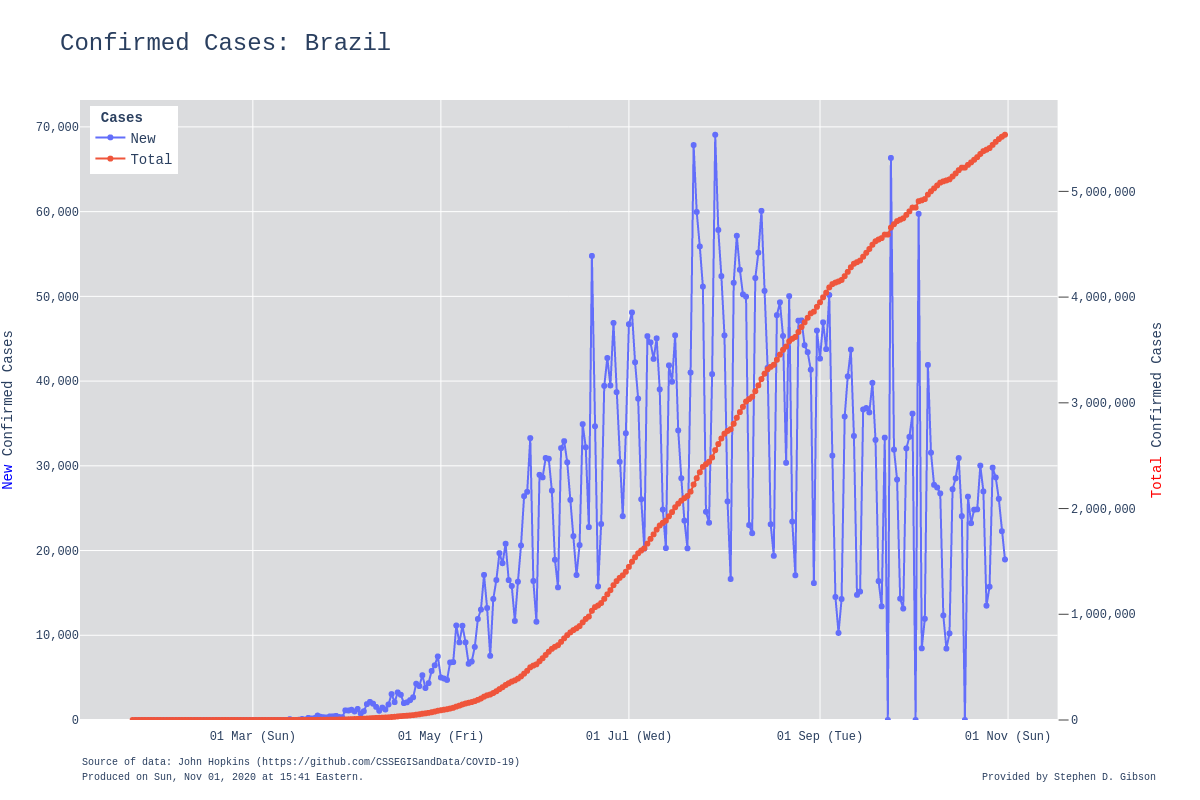 Confirmed Cases: Brazil
Cases
New
Total
70,000
60,000
50,000
40,000
30,000
20,000
10,000
0
New Confirmed Cases
5,000,000
4,000,000
3,000,000
2,000,000
1,000,000
0
Total Confirmed Cases
01 Mar (Sun)
01 May (Fri)
01 Jul (Wed)
01 Sep (Tue)
01 Nov (Sun)
Source of data: John Hopkins (https://github.com/CSSEGISandData/COVID-19)
Produced on Sun, Nov 01, 2020 at 15:41 Eastern.
Provided by Stephen D. Gibson